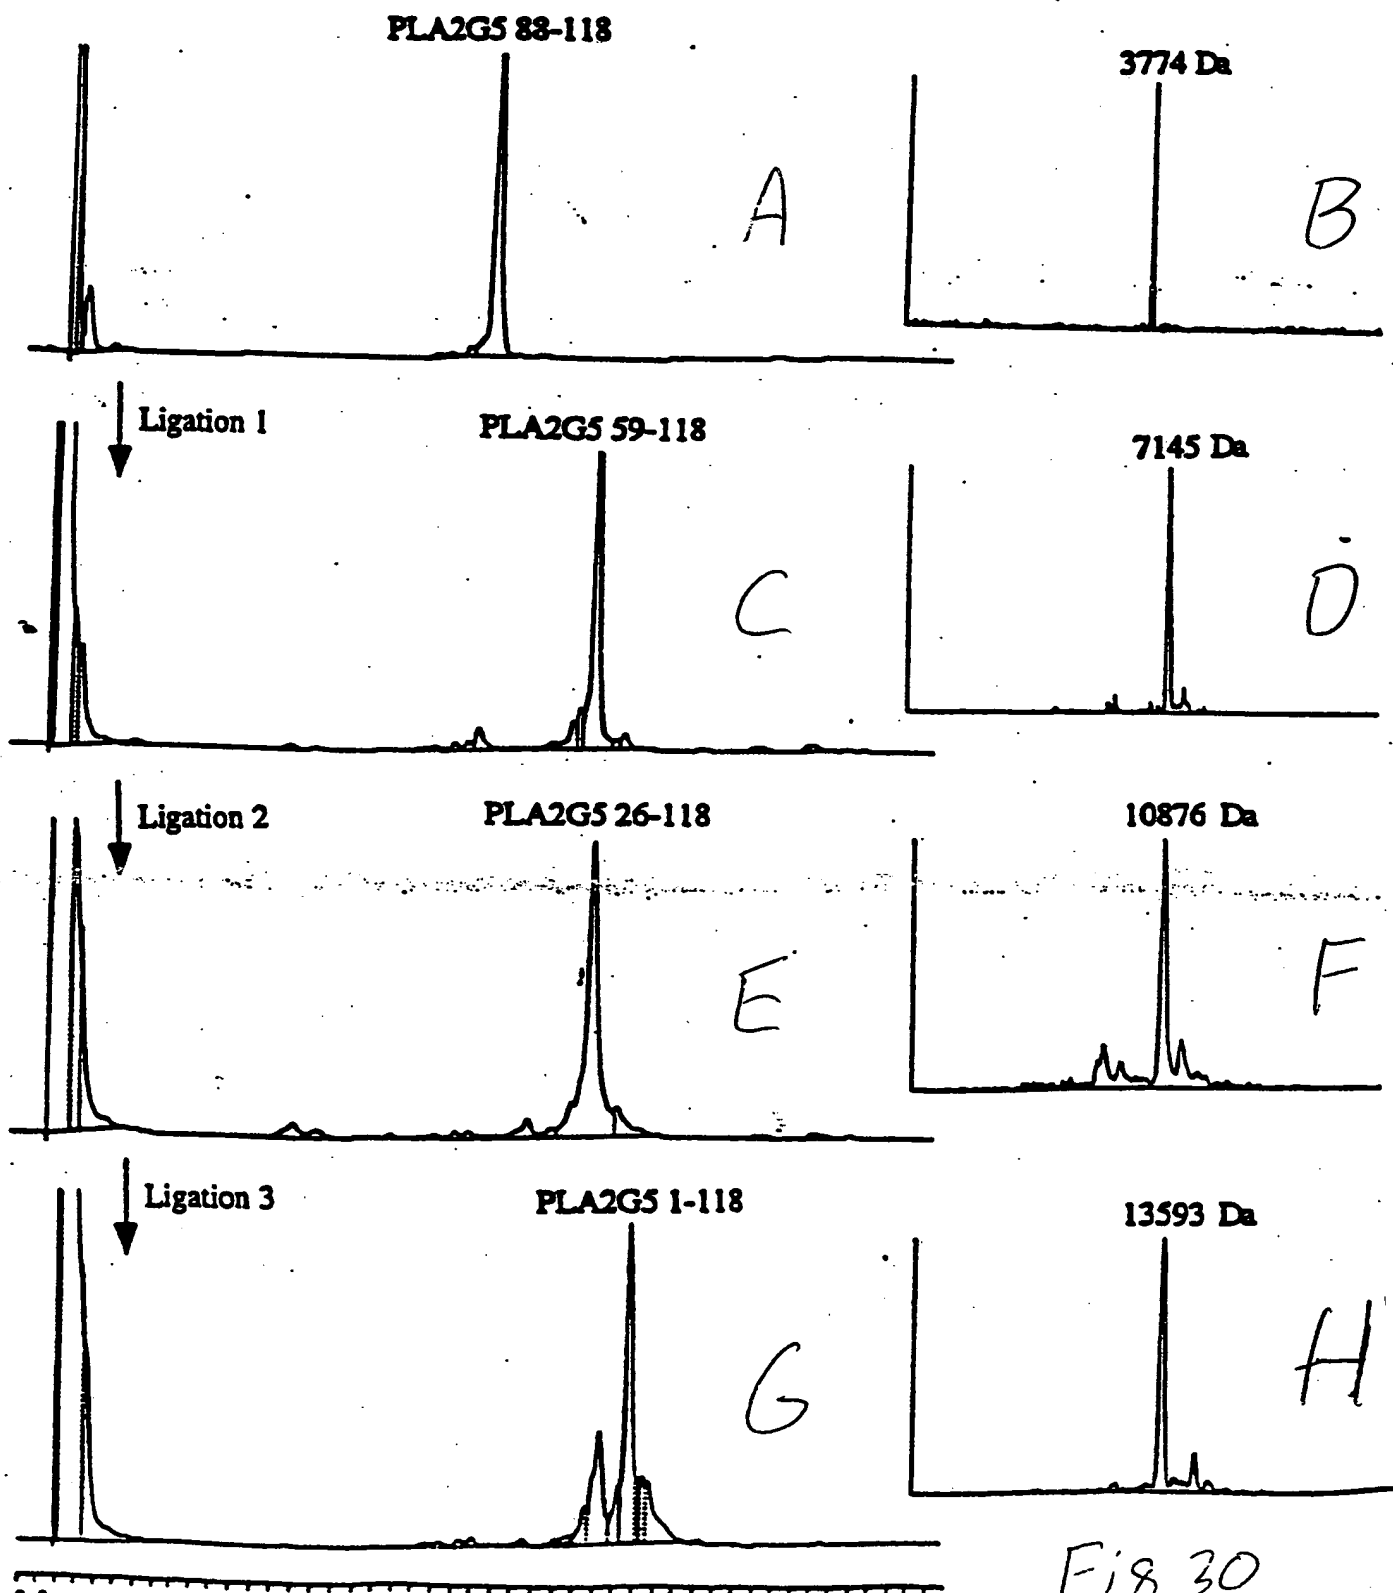 PLA2G5 88-118
3774 Da
A
B
Ligation 1
PLA2G5 59-118
7145 Da
C
D
Ligation 2
PLA2G5 26-118
10876 Da
E
F
Ligation 3
PLA2G5 1-118
13593 Da
G
H
Fig 30